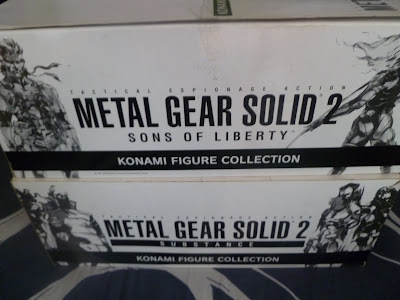 TACTICAL ESPIONAGE ACTION
METAL GEAR SOLID 2
SONS OF LIBERTY™
KONAMI FIGURE COLLECTION
TACTICAL ESPIONAGE ACTION
METAL GEAR SOLID 2
SUBSTANCE
KONAMI FIGURE COLLECTION